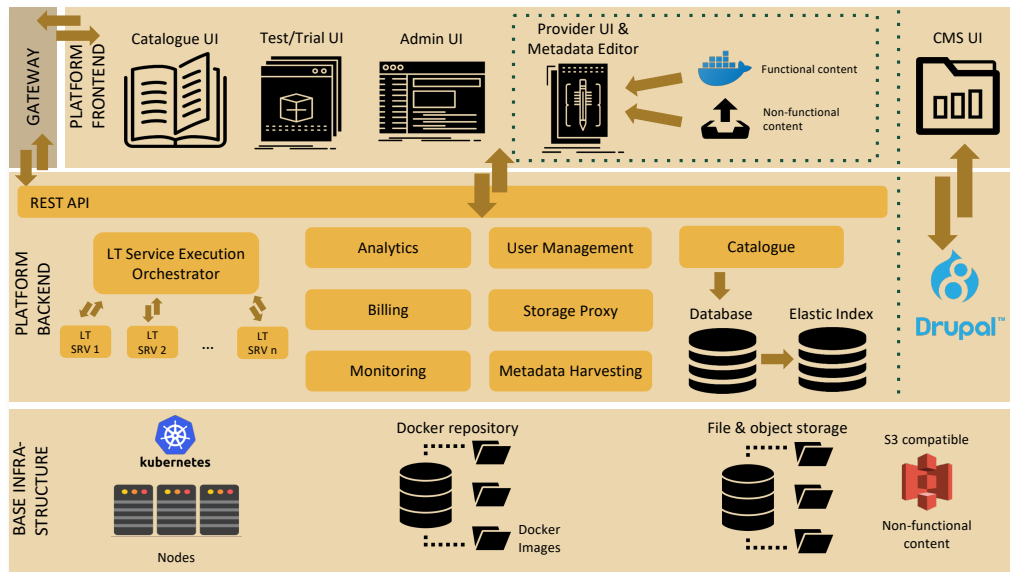 GATEWAY
PLATFORM
FRONTEND
Catalogue UI
Test/Trial UI
Admin UI
Provider UI &
Metadata Editor
Functional content
Non-functional
content
CMS UI
PLATFORM
BACKEND
REST API
LT Service Execution
Orchestrator
LT
SRV 1
LT
SRV 2
...
LT
SRV n
Analytics
User Management
Catalogue
Billing
Storage Proxy
Monitoring
Metadata Harvesting
Database
Elastic Index
Drupal™
BASE INFRA-
STRUCTURE
kubernetes
Nodes
Docker repository
Docker
Images
File & object storage
S3 compatible
Non-functional
content